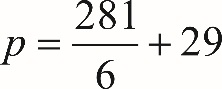 p = 281/6 + 29